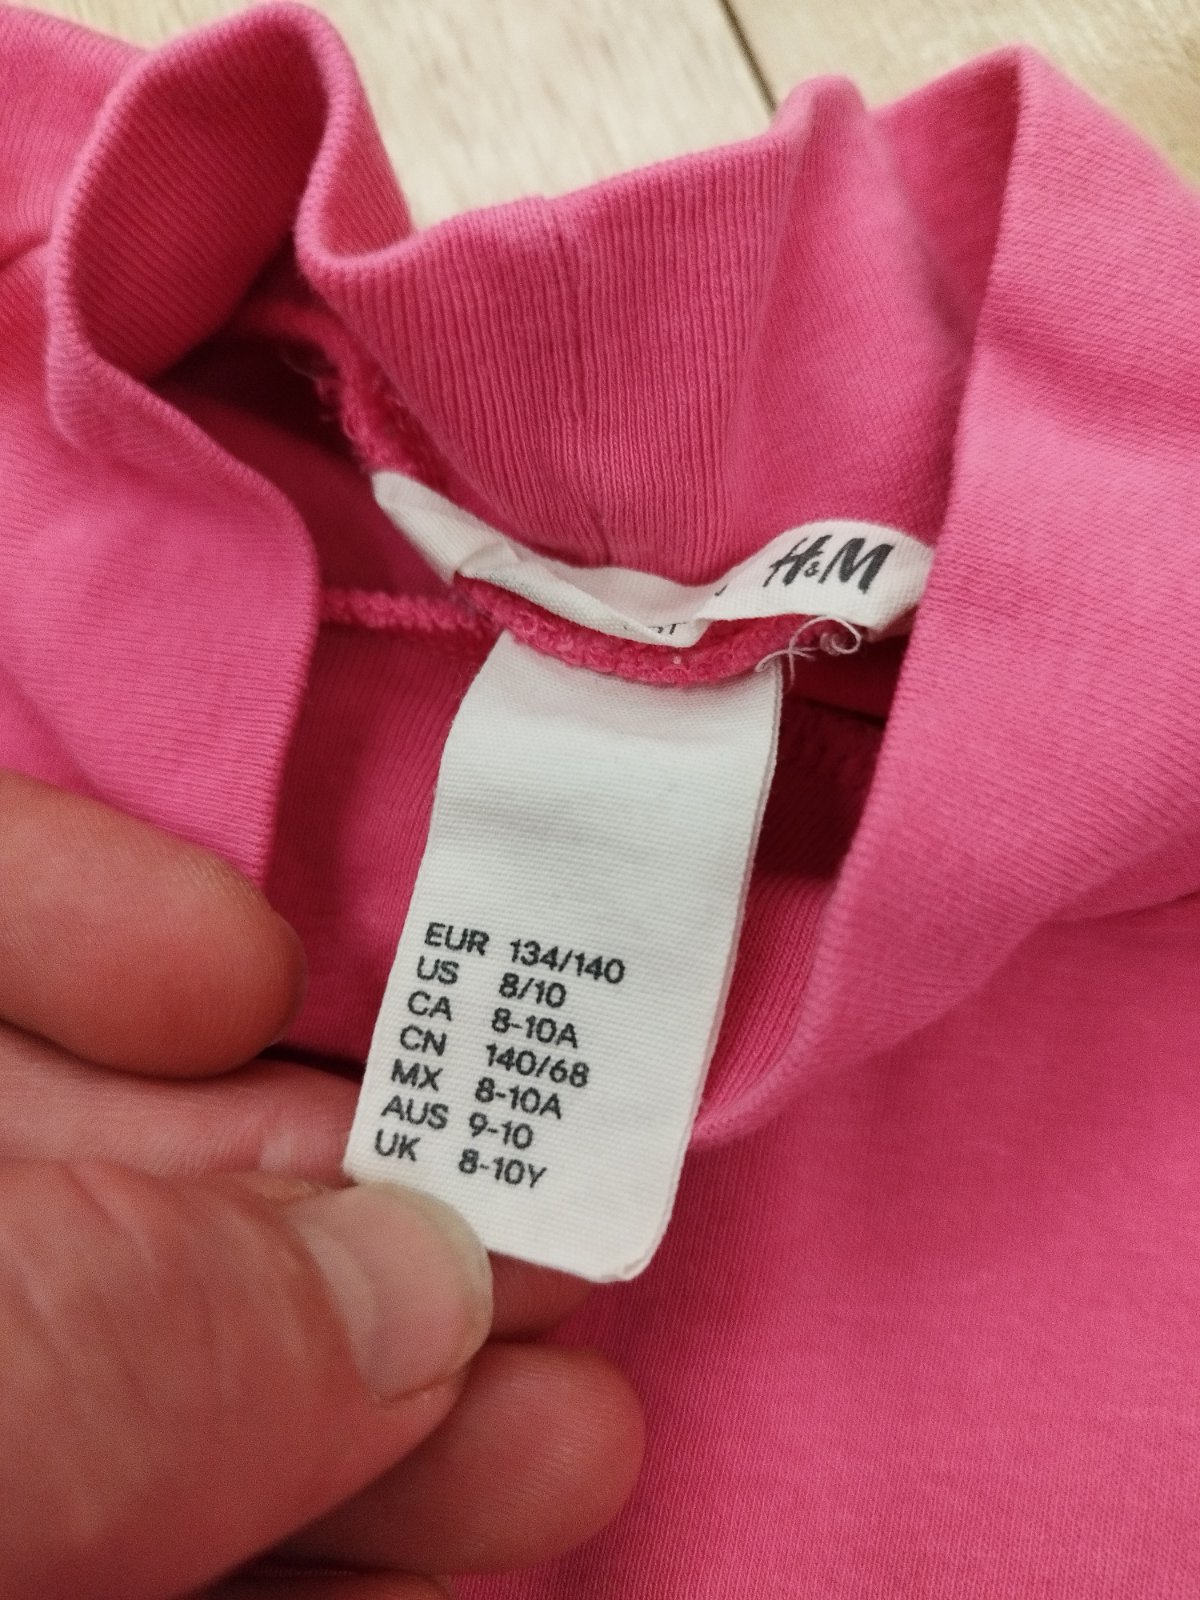 H&M
EUR 134/140
US 8/10
CA 8-10A
CN 140/68
MX 8-10A
AUS 9-10
UK 8-10Y